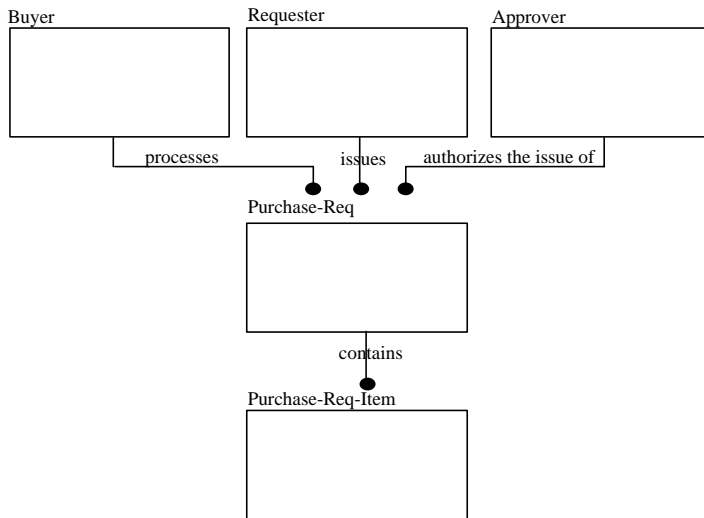 Buyer
Requester
Approver
processes
issues
authorizes the issue of
Purchase-Req
contains
Purchase-Req-Item